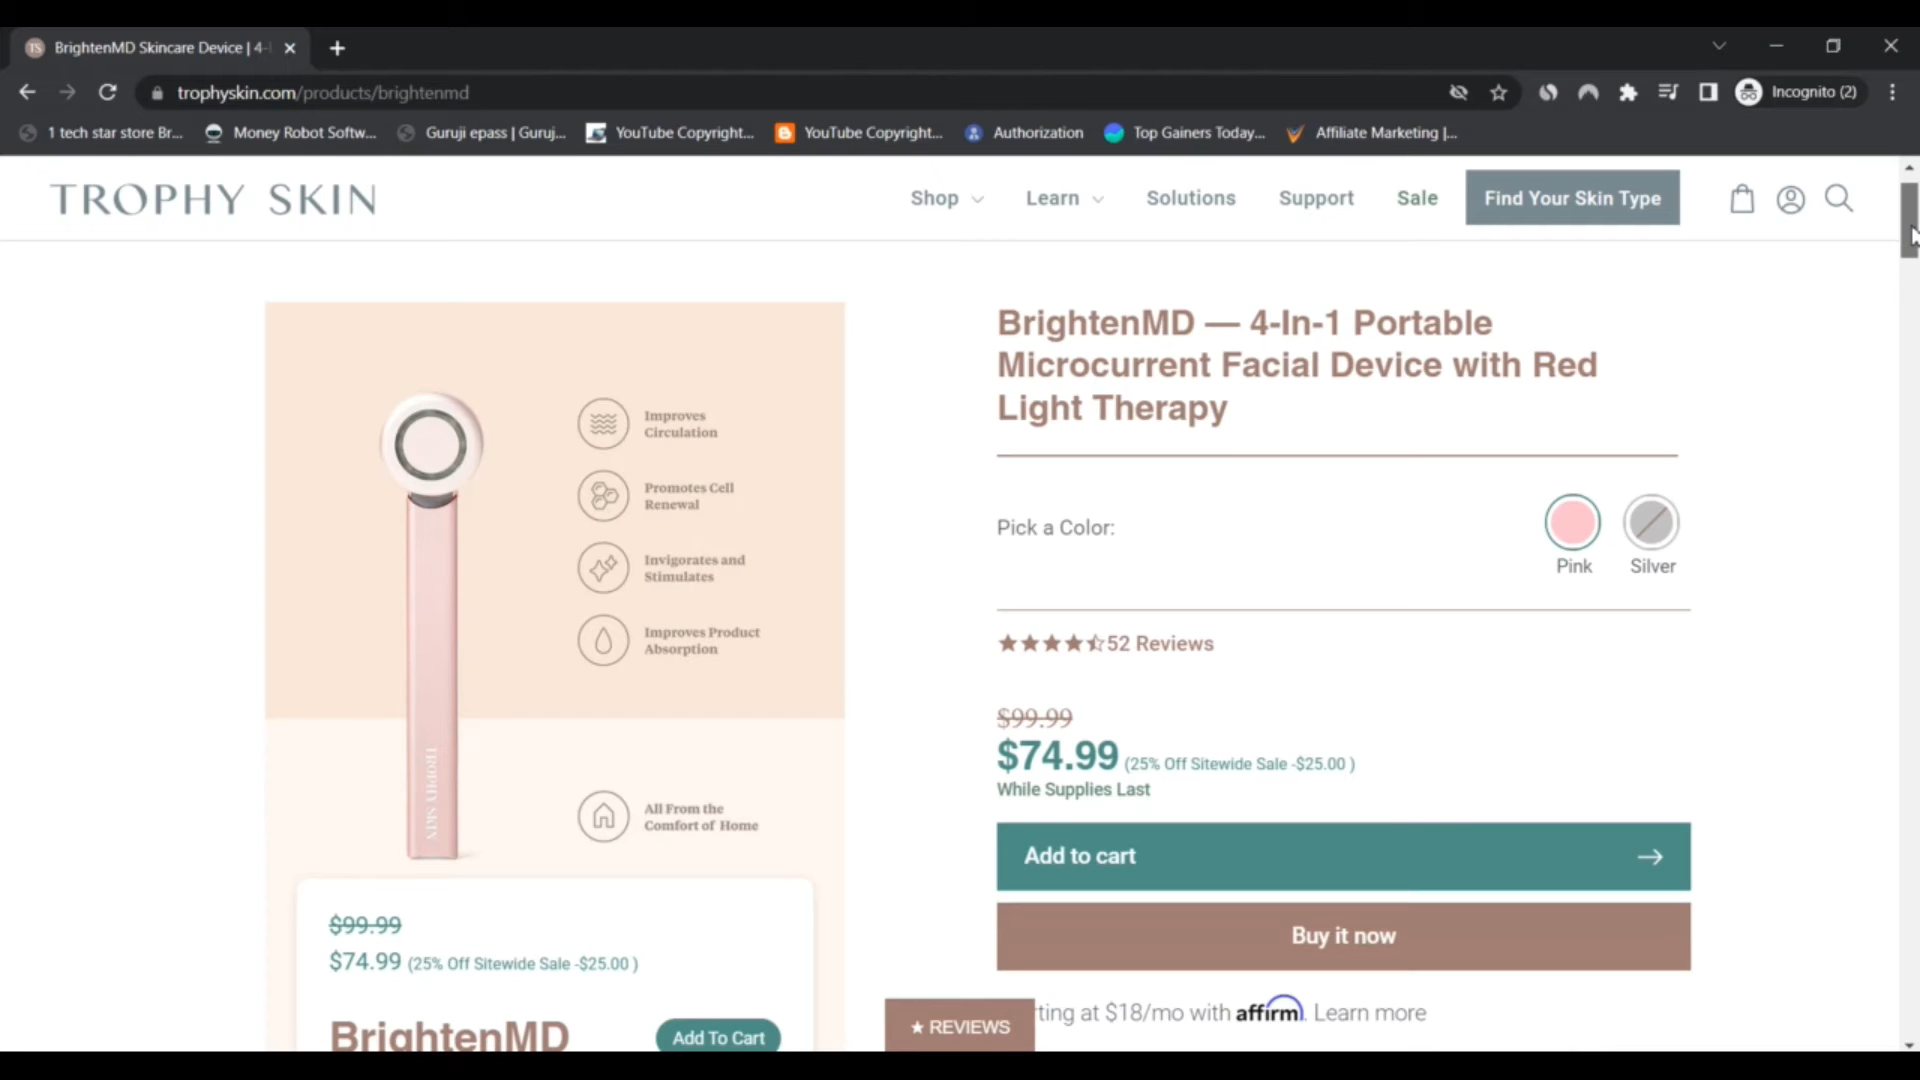 BrightenMD Skincare Device | 4-
trophyskin.com/products/brightenmd
Incognito (2)
1 tech star store Br...
Money Robot Softw...
Guruji epass | Guruj...
YouTube Copyright...
YouTube Copyright...
Authorization
Top Gainers Today...
Affiliate Marketing |...
TROPHY SKIN
Shop
Learn
Solutions
Support
Sale
Find Your Skin Type
Improves
Circulation
Promotes Cell
Renewal
Invigorates and
Stimulates
Improves Product
Absorption
TROPHY SKIN
All From the
Comfort of Home
$99.99
$74.99 (25% Off Sitewide Sale -$25.00 )
BrightenMD
Add To Cart
BrightenMD — 4-In-1 Portable
Microcurrent Facial Device with Red
Light Therapy
Pick a Color:
Pink
Silver
52 Reviews
$99.99
$74.99 (25% Off Sitewide Sale -$25.00 )
While Supplies Last
Add to cart
Buy it now
ting at $18/mo with affirm. Learn more
★ REVIEWS